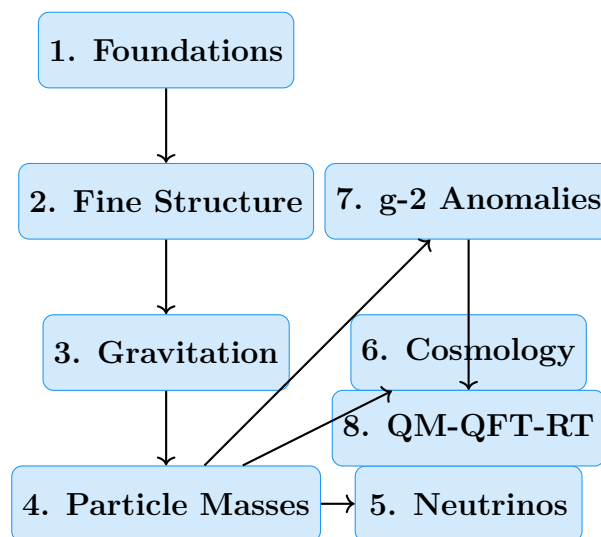 1. Foundations
2. Fine Structure
7. g-2 Anomalies
3. Gravitation
6. Cosmology
8. QM-QFT-RT
4. Particle Masses
5. Neutrinos